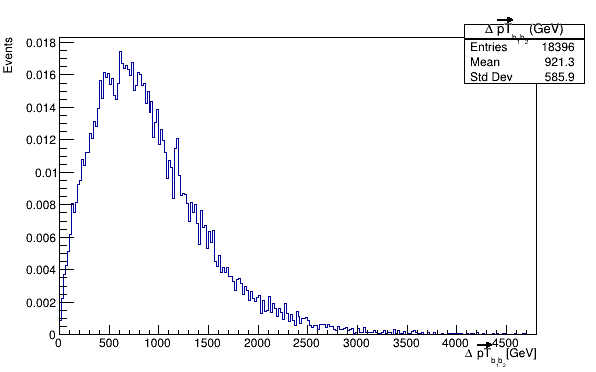 Δ pT b₁b₂ (GeV)
Entries 18396
Mean 921.3
Std Dev 585.9
Events
0.018
0.016
0.014
0.012
0.01
0.008
0.006
0.004
0.002
0
0 500 1000 1500 2000 2500 3000 3500 4000 4500
Δ pT b₁b₂ [GeV]